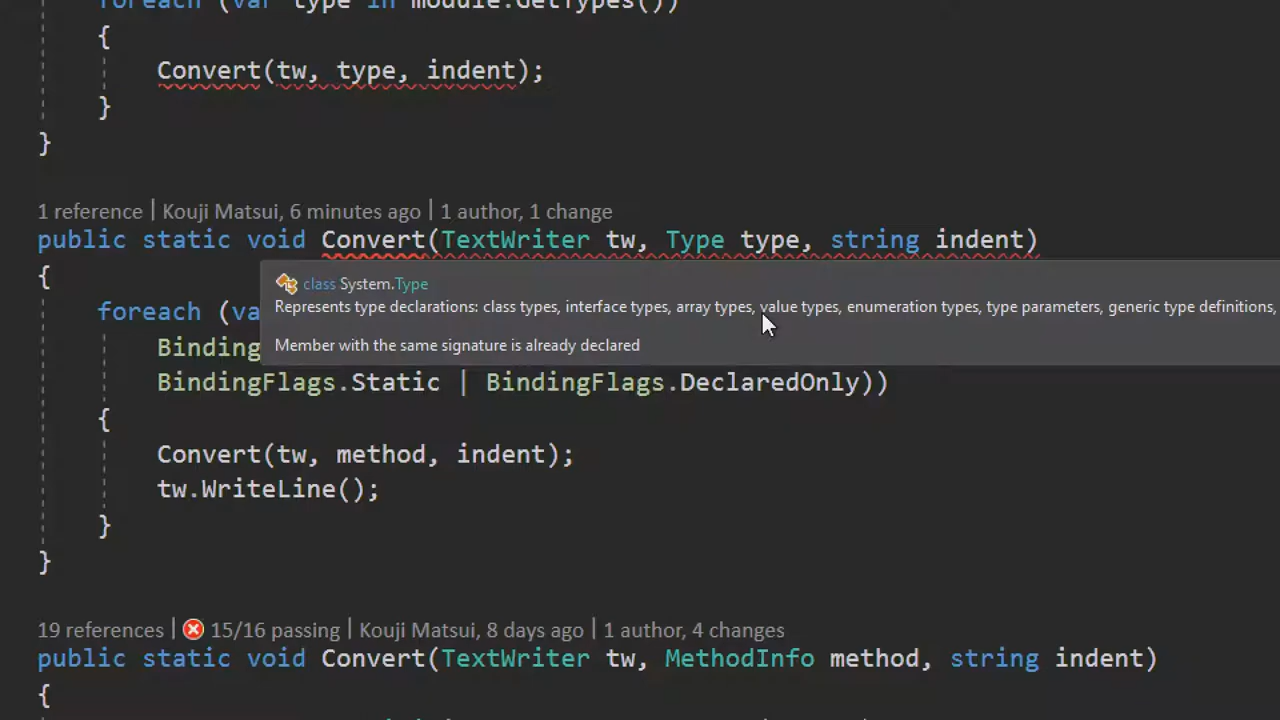 foreach (var type in module.GetTypes())
{
Convert(tw, type, indent);
}
}
1 reference | Kouji Matsui, 6 minutes ago | 1 author, 1 change
public static void Convert(TextWriter tw, Type type, string indent)
{
class System.Type
Represents type declarations: class types, interface types, array types, value types, enumeration types, type parameters, generic type definitions,
foreach (va
Member with the same signature is already declared
Binding
BindingFlags.Static | BindingFlags.DeclaredOnly))
{
Convert(tw, method, indent);
tw.WriteLine();
}
}
19 references | 15/16 passing | Kouji Matsui, 8 days ago | 1 author, 4 changes
public static void Convert(TextWriter tw, MethodInfo method, string indent)
{